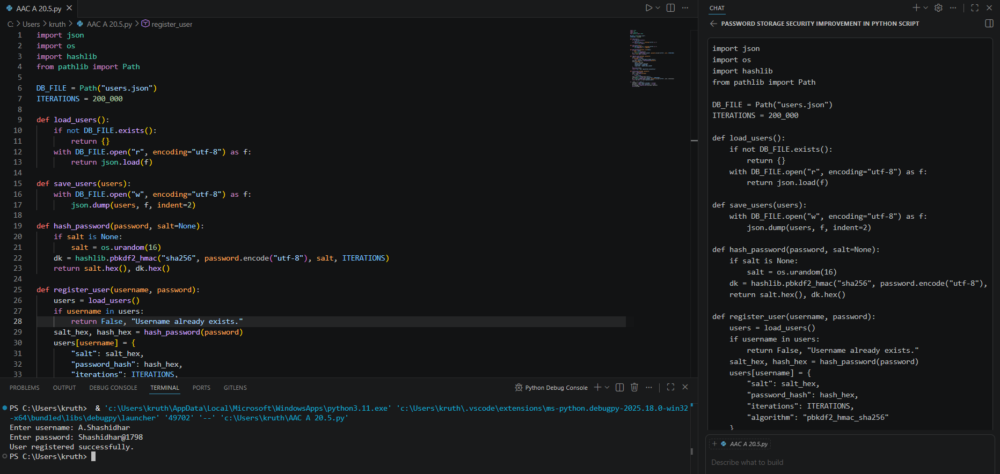 AAC A 20.5.py
C: > Users > kruth > AAC A 20.5.py > register_user
1 import json
2 import os
3 import hashlib
4 from pathlib import Path
5
6 DB_FILE = Path("users.json")
7 ITERATIONS = 200_000
8
9 def load_users():
10     if not DB_FILE.exists():
11         return {}
12     with DB_FILE.open("r", encoding="utf-8") as f:
13         return json.load(f)
14
15 def save_users(users):
16     with DB_FILE.open("w", encoding="utf-8") as f:
17         json.dump(users, f, indent=2)
18
19 def hash_password(password, salt=None):
20     if salt is None:
21         salt = os.urandom(16)
22     dk = hashlib.pbkdf2_hmac("sha256", password.encode("utf-8"), salt, ITERATIONS)
23     return salt.hex(), dk.hex()
24
25 def register_user(username, password):
26     users = load_users()
27     if username in users:
28         return False, "Username already exists."
29     salt_hex, hash_hex = hash_password(password)
30     users[username] = {
31         "salt": salt_hex,
32         "password_hash": hash_hex,
33         "iterations": ITERATIONS,
PROBLEMS OUTPUT DEBUG CONSOLE TERMINAL PORTS GITLENS
Python Debug Console
PS C:\Users\kruth>  & 'c:\Users\kruth\AppData\Local\Microsoft\WindowsApps\python3.11.exe' 'c:\Users\kruth\.vscode\extensions\ms-python.debugpy-2025.18.0-win32
-x64\bundled\libs\debugpy\launcher' '49702' '--' 'c:\Users\kruth\AAC A 20.5.py'
Enter username: A.Shashidhar
Enter password: Shashidhar@1798
User registered successfully.
PS C:\Users\kruth>
CHAT
PASSWORD STORAGE SECURITY IMPROVEMENT IN PYTHON SCRIPT
import json
import os
import hashlib
from pathlib import Path

DB_FILE = Path("users.json")
ITERATIONS = 200_000

def load_users():
    if not DB_FILE.exists():
        return {}
    with DB_FILE.open("r", encoding="utf-8") as f:
        return json.load(f)

def save_users(users):
    with DB_FILE.open("w", encoding="utf-8") as f:
        json.dump(users, f, indent=2)

def hash_password(password, salt=None):
    if salt is None:
        salt = os.urandom(16)
    dk = hashlib.pbkdf2_hmac("sha256", password.encode("utf-8"),
    return salt.hex(), dk.hex()

def register_user(username, password):
    users = load_users()
    if username in users:
        return False, "Username already exists."
    salt_hex, hash_hex = hash_password(password)
    users[username] = {
        "salt": salt_hex,
        "password_hash": hash_hex,
        "iterations": ITERATIONS,
        "algorithm": "pbkdf2_hmac_sha256"
    }
AAC A 20.5.py
Describe what to build